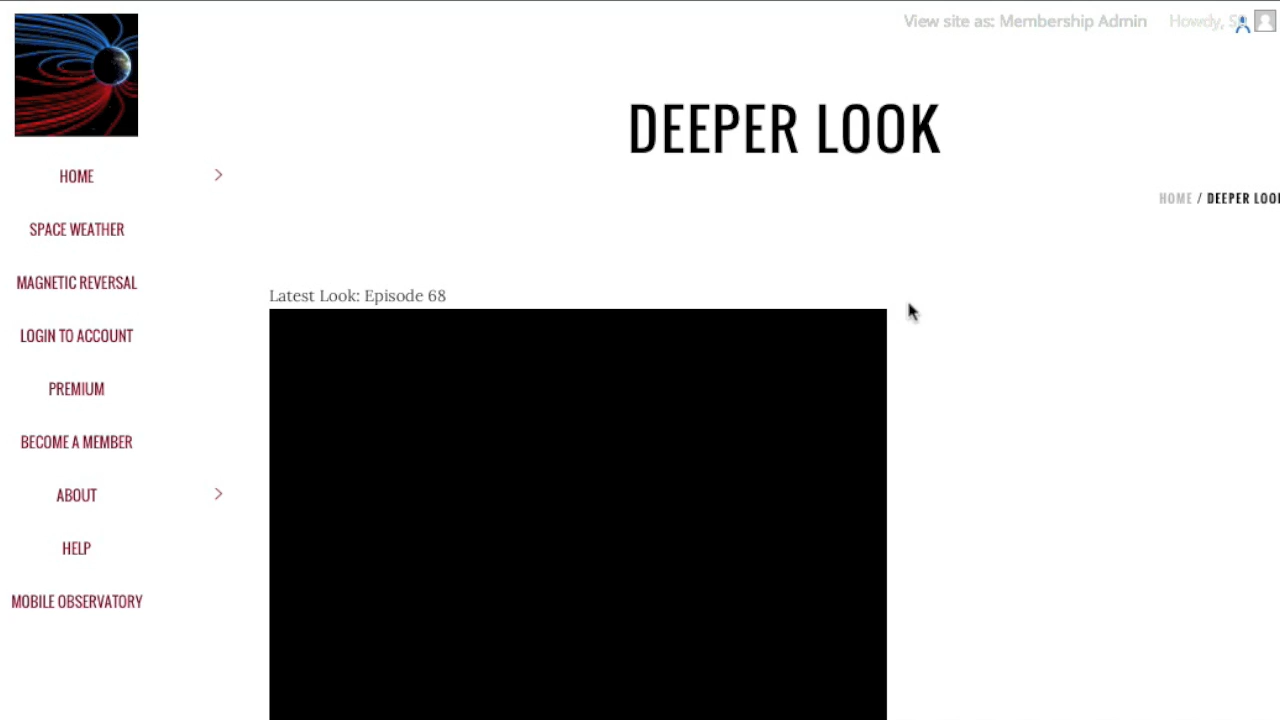 View site as: Membership Admin
Howdy,
DEEPER LOOK
HOME / DEEPER LOOK
HOME
SPACE WEATHER
MAGNETIC REVERSAL
LOGIN TO ACCOUNT
PREMIUM
BECOME A MEMBER
ABOUT
HELP
MOBILE OBSERVATORY
Latest Look: Episode 68